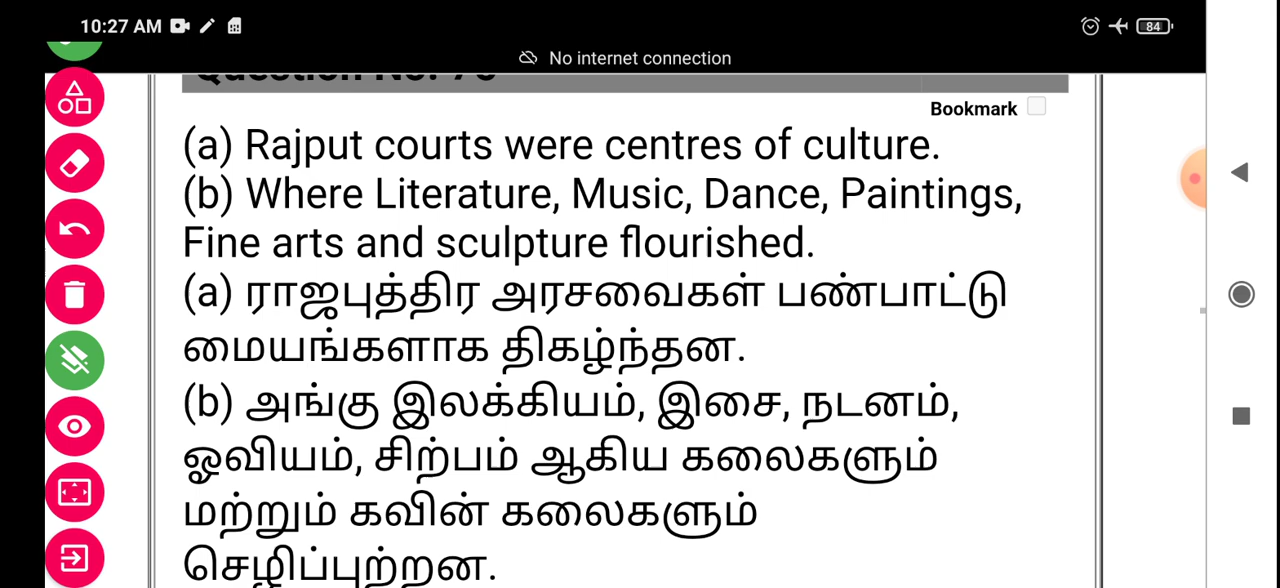 10:27 AM
84
No internet connection
Bookmark
(a) Rajput courts were centres of culture.
(b) Where Literature, Music, Dance, Paintings,
Fine arts and sculpture flourished.
(a) ராஜபுத்திர அரசவைகள் பண்பாட்டு
மையங்களாக திகழ்ந்தன.
(b) அங்கு இலக்கியம், இசை, நடனம்,
ஓவியம், சிற்பம் ஆகிய கலைகளும்
மற்றும் கவின் கலைகளும்
செழிப்புற்றன.